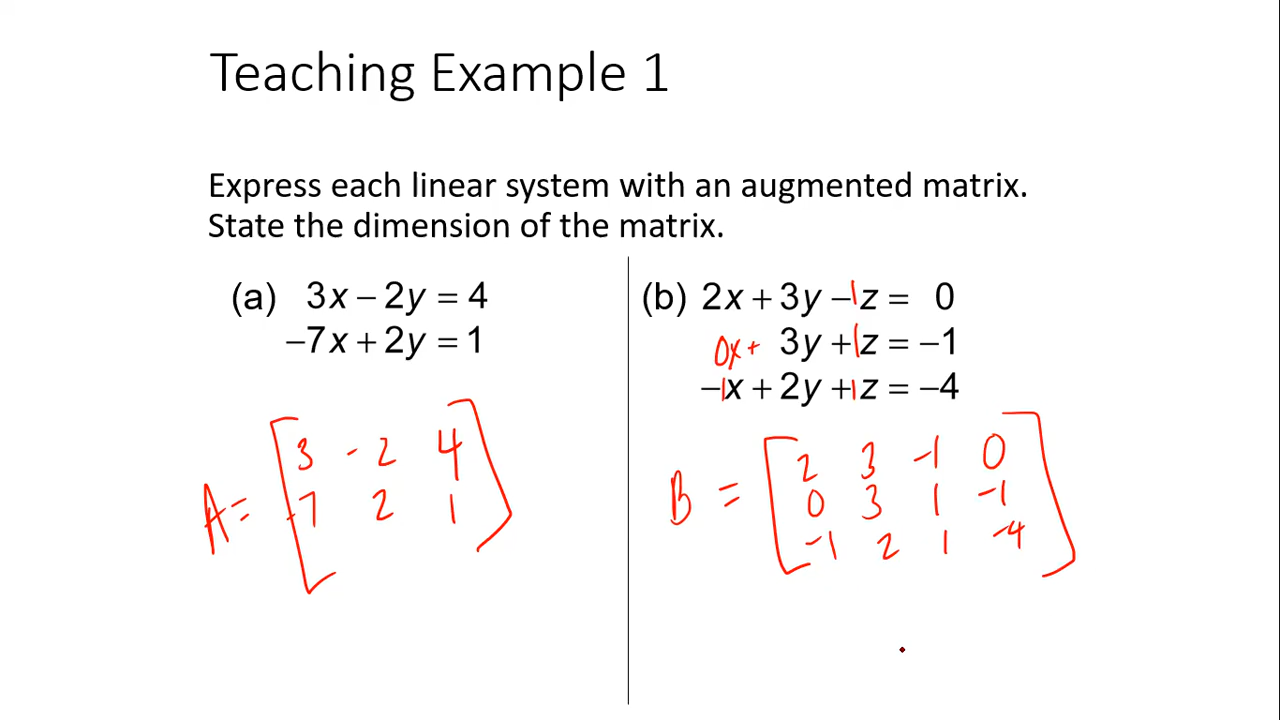 Teaching Example 1
Express each linear system with an augmented matrix.
State the dimension of the matrix.
(a) 3x − 2y = 4
−7x + 2y = 1
A = [ 3 -2 4
-7 2 1 ]
(b) 2x + 3y −1z = 0
0x + 3y +1z = −1
−1x + 2y +1z = −4
B = [ 2 3 -1 0
0 3 1 -1
-1 2 1 -4 ]